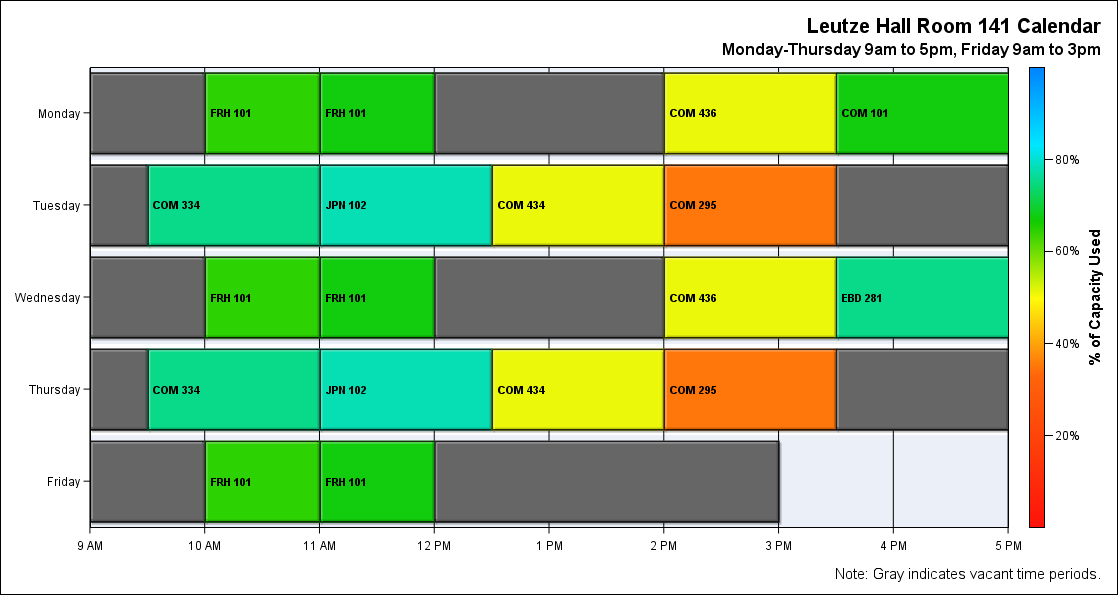 Leutze Hall Room 141 Calendar
Monday-Thursday 9am to 5pm, Friday 9am to 3pm
Monday
FRH 101
FRH 101
COM 436
COM 101
Tuesday
COM 334
JPN 102
COM 434
COM 295
Wednesday
FRH 101
FRH 101
COM 436
EBD 281
Thursday
COM 334
JPN 102
COM 434
COM 295
Friday
FRH 101
FRH 101
9 AM
10 AM
11 AM
12 PM
1 PM
2 PM
3 PM
4 PM
5 PM
80%
60%
40%
20%
% of Capacity Used
Note: Gray indicates vacant time periods.